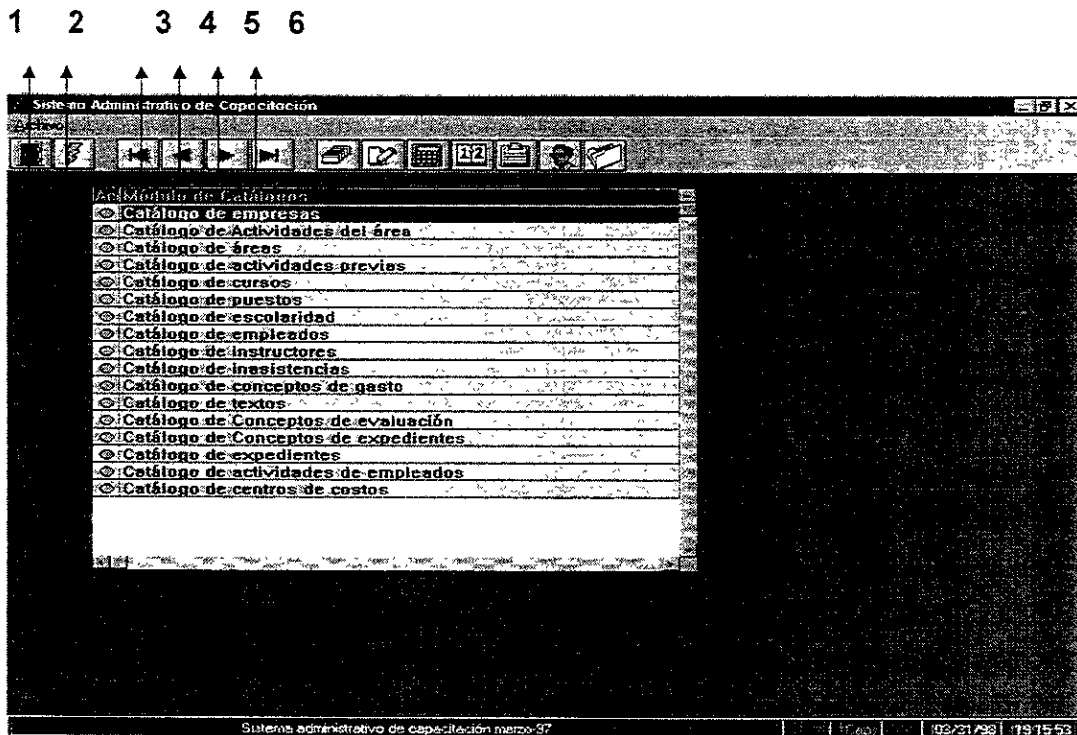 1 2 3 4 5 6
Sistema Administrativo de Capacitación
Módulo de Catálogos
Catálogo de empresas
Catálogo de Actividades del área
Catálogo de áreas
Catálogo de actividades previas
Catálogo de cursos
Catálogo de puestos
Catálogo de escolaridad
Catálogo de empleados
Catálogo de instructores
Catálogo de inasistencias
Catálogo de conceptos de gasto
Catálogo de textos
Catálogo de Conceptos de evaluación
Catálogo de Conceptos de expedientes
Catálogo de expedientes
Catálogo de actividades de empleados
Catálogo de centros de costos
Sistema administrativo de capacitación marzo-97 03/31/98 19:15:53